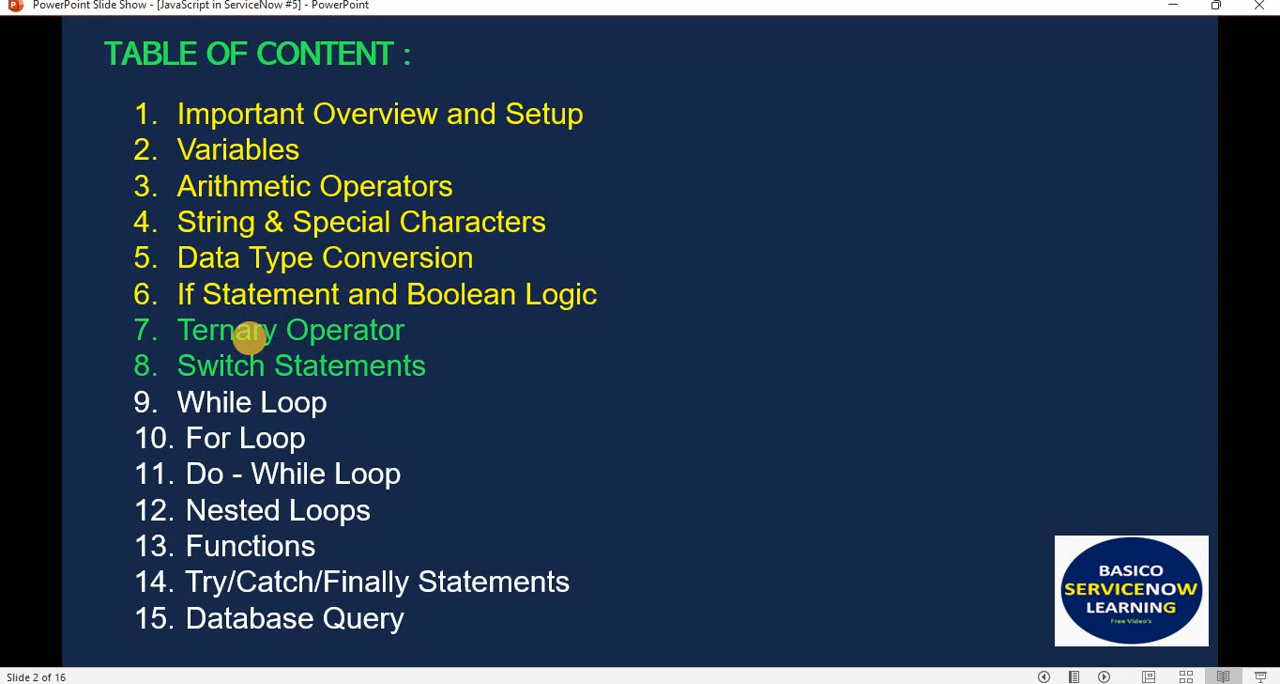 PowerPoint Slide Show - [JavaScript in ServiceNow #5] - PowerPoint
TABLE OF CONTENT :
1. Important Overview and Setup
2. Variables
3. Arithmetic Operators
4. String & Special Characters
5. Data Type Conversion
6. If Statement and Boolean Logic
7. Ternary Operator
8. Switch Statements
9. While Loop
10. For Loop
11. Do - While Loop
12. Nested Loops
13. Functions
14. Try/Catch/Finally Statements
15. Database Query
BASICO
SERVICENOW
LEARNING
Free Video's
Slide 2 of 16